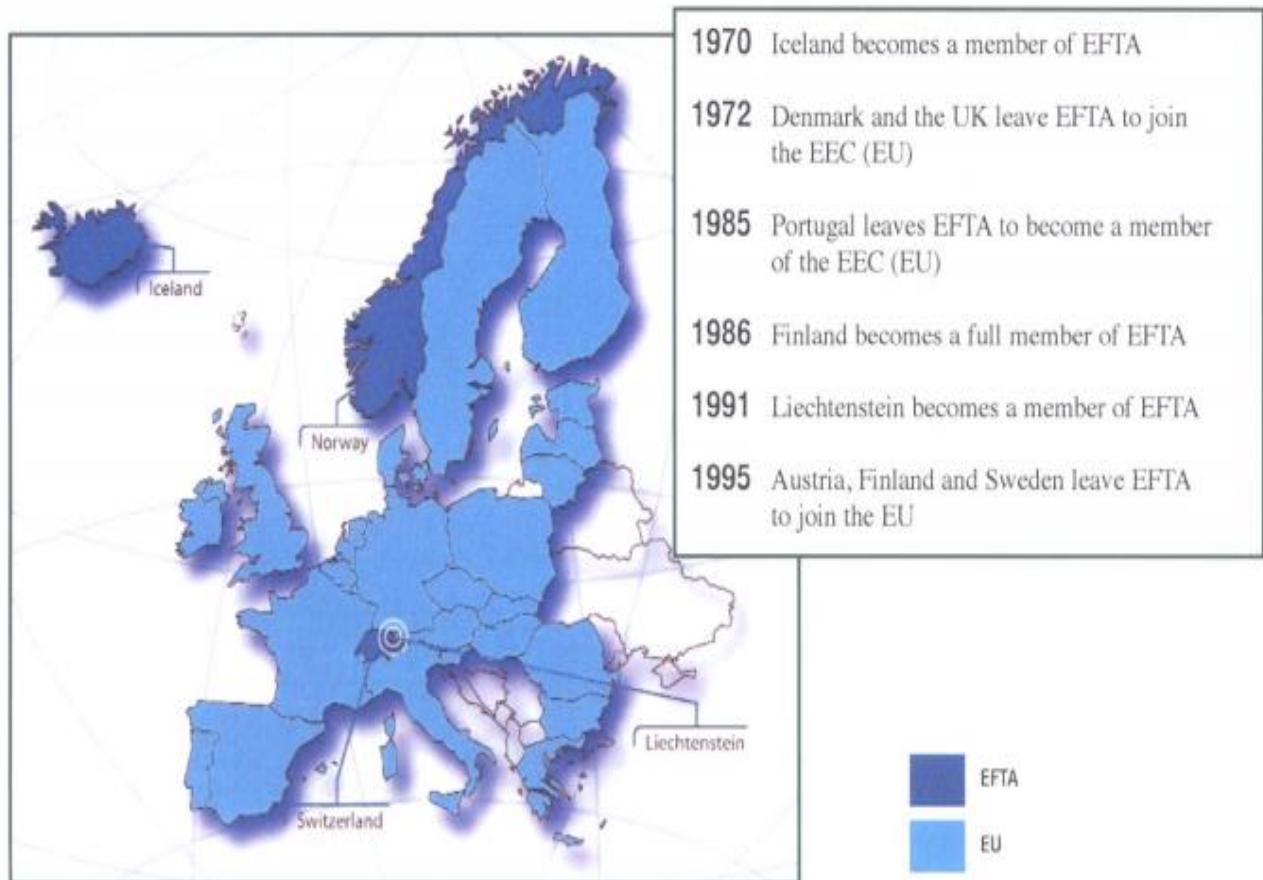 1970 Iceland becomes a member of EFTA
1972 Denmark and the UK leave EFTA to join
the EEC (EU)
1985 Portugal leaves EFTA to become a member
of the EEC (EU)
1986 Finland becomes a full member of EFTA
1991 Liechtenstein becomes a member of EFTA
1995 Austria, Finland and Sweden leave EFTA
to join the EU
Iceland
Norway
Liechtenstein
Switzerland
EFTA
EU